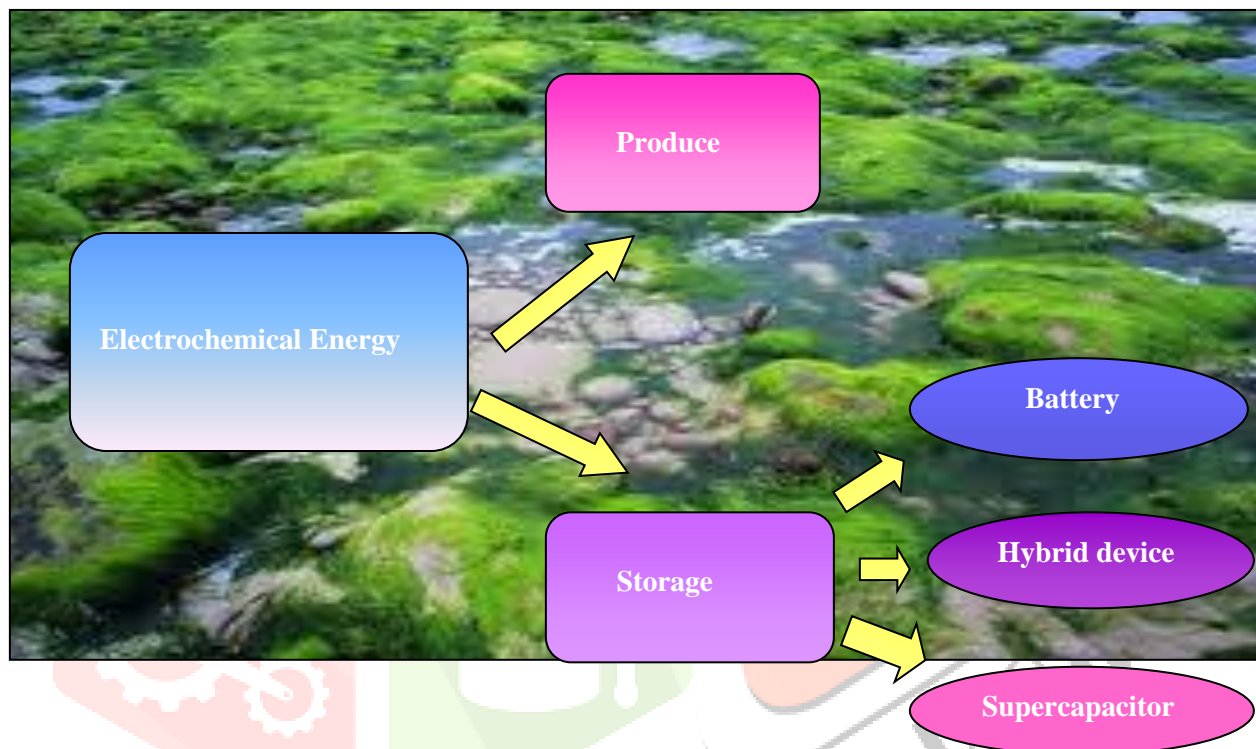 Produce
Electrochemical Energy
Battery
Hybrid device
Storage
Supercapacitor